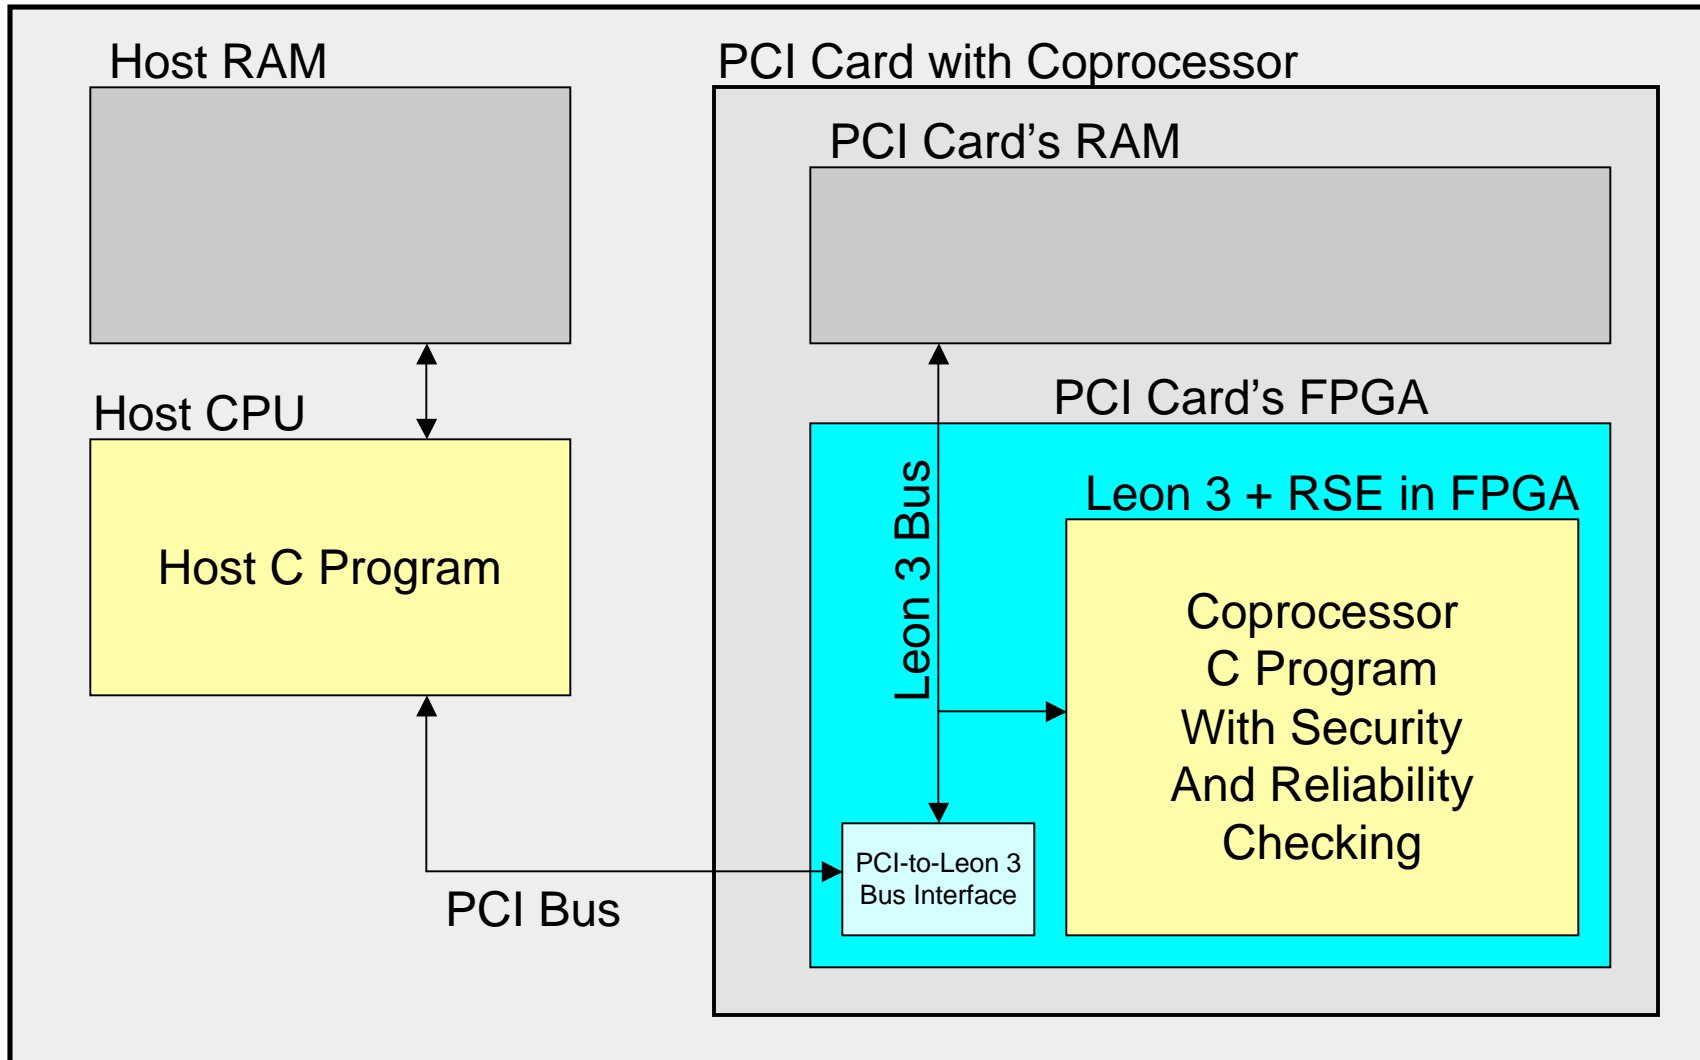 Host RAM
PCI Card with Coprocessor
PCI Card's RAM
Host CPU
PCI Card's FPGA
Host C Program
Leon 3 Bus
Leon 3 + RSE in FPGA
Coprocessor
C Program
With Security
And Reliability
Checking
PCI-to-Leon 3
Bus Interface
PCI Bus